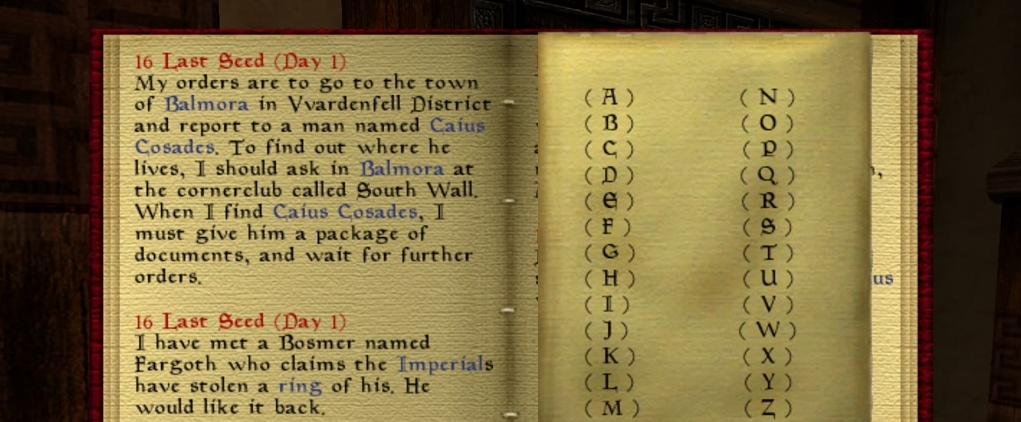 16 Last Seed (Day 1)
My orders are to go to the town
of Balmora in Vvardenfell District
and report to a man named Caius
Cosades. To find out where he
lives, I should ask in Balmora at
the cornerclub called South Wall.
When I find Caius Cosades, I
must give him a package of
documents, and wait for further
orders.
16 Last Seed (Day 1)
I have met a Bosmer named
Fargoth who claims the Imperials
have stolen a ring of his. He
would like it back.
( A )
( B )
( C )
( D )
( E )
( F )
( G )
( H )
( I )
( J )
( K )
( L )
( M )
( N )
( O )
( P )
( Q )
( R )
( S )
( T )
( U )
( V )
( W )
( X )
( Y )
( Z )